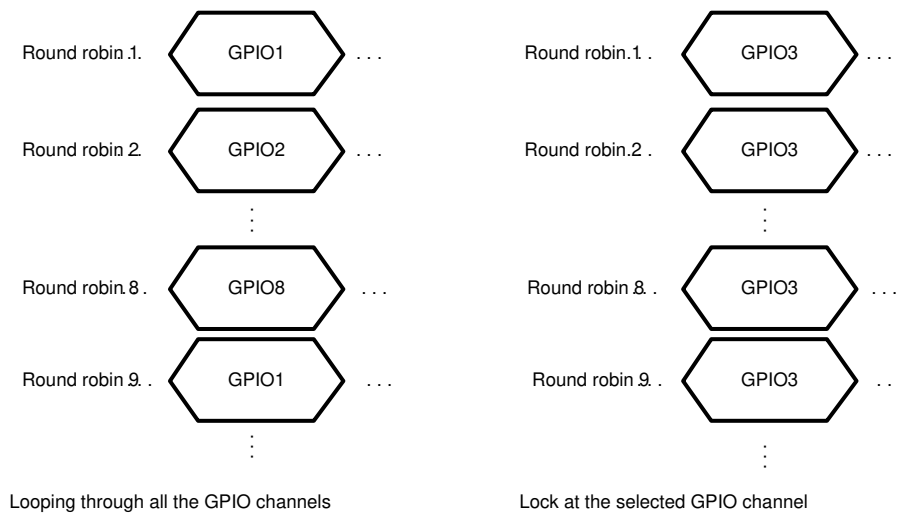 Round robin 1. GPIO1 . . .
Round robin 2. GPIO2 . . .
Round robin 8 . GPIO8 . . .
Round robin 9. . GPIO1 . . .
Looping through all the GPIO channels
Round robin 1. . GPIO3 . . .
Round robin 2 . GPIO3 . . .
Round robin 8. . GPIO3 . . .
Round robin 9. . GPIO3 . .
Lock at the selected GPIO channel